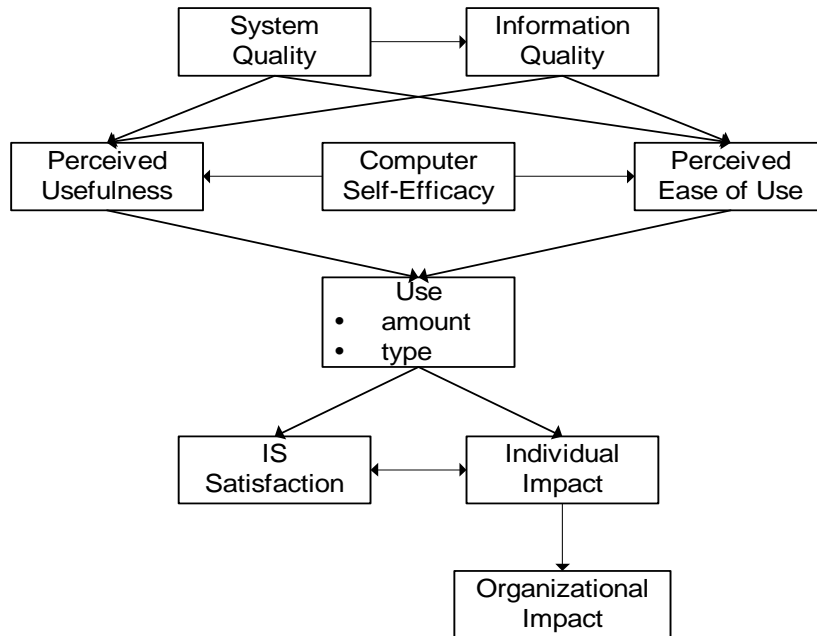 System
Quality
Information
Quality
Perceived
Usefulness
Computer
Self-Efficacy
Perceived
Ease of Use
Use
• amount
• type
IS
Satisfaction
Individual
Impact
Organizational
Impact